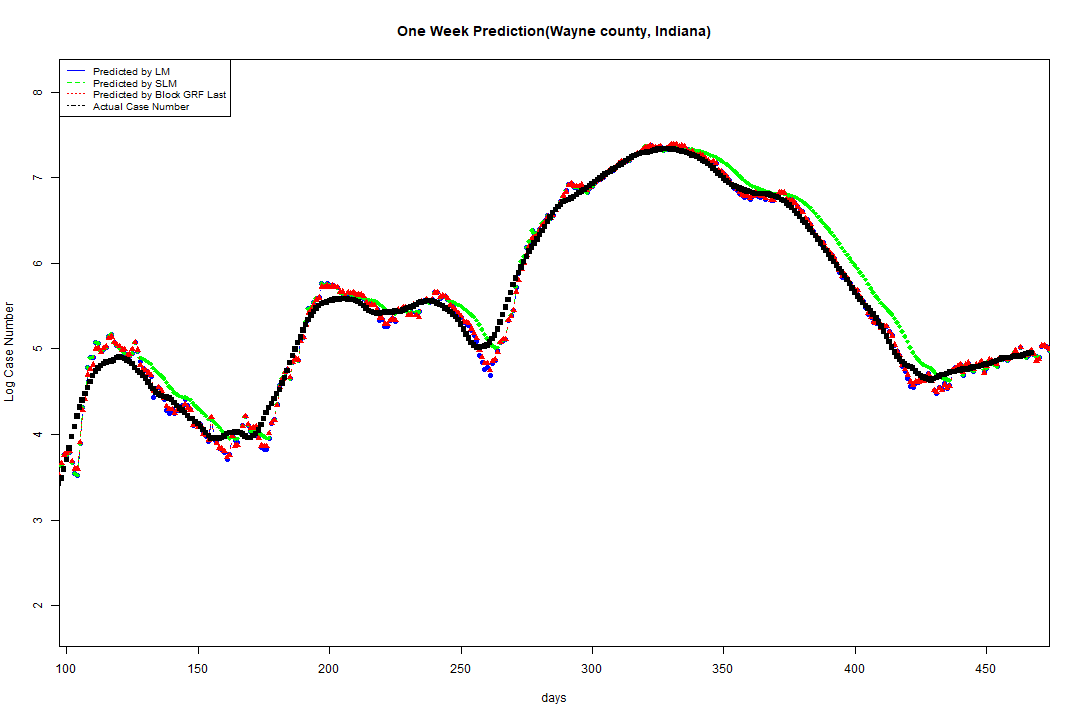 One Week Prediction(Wayne county, Indiana)
Predicted by LM
Predicted by SLM
Predicted by Block GRF Last
Actual Case Number
8
7
6
5
4
3
2
Log Case Number
100 150 200 250 300 350 400 450
days